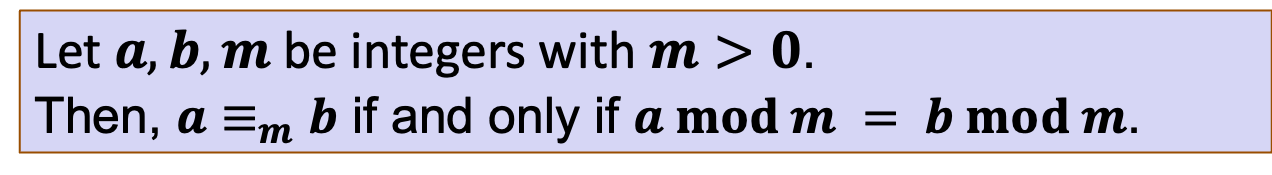 Let a, b, m be integers with m > 0.
Then, a ≡ₘ b if and only if a mod m = b mod m.